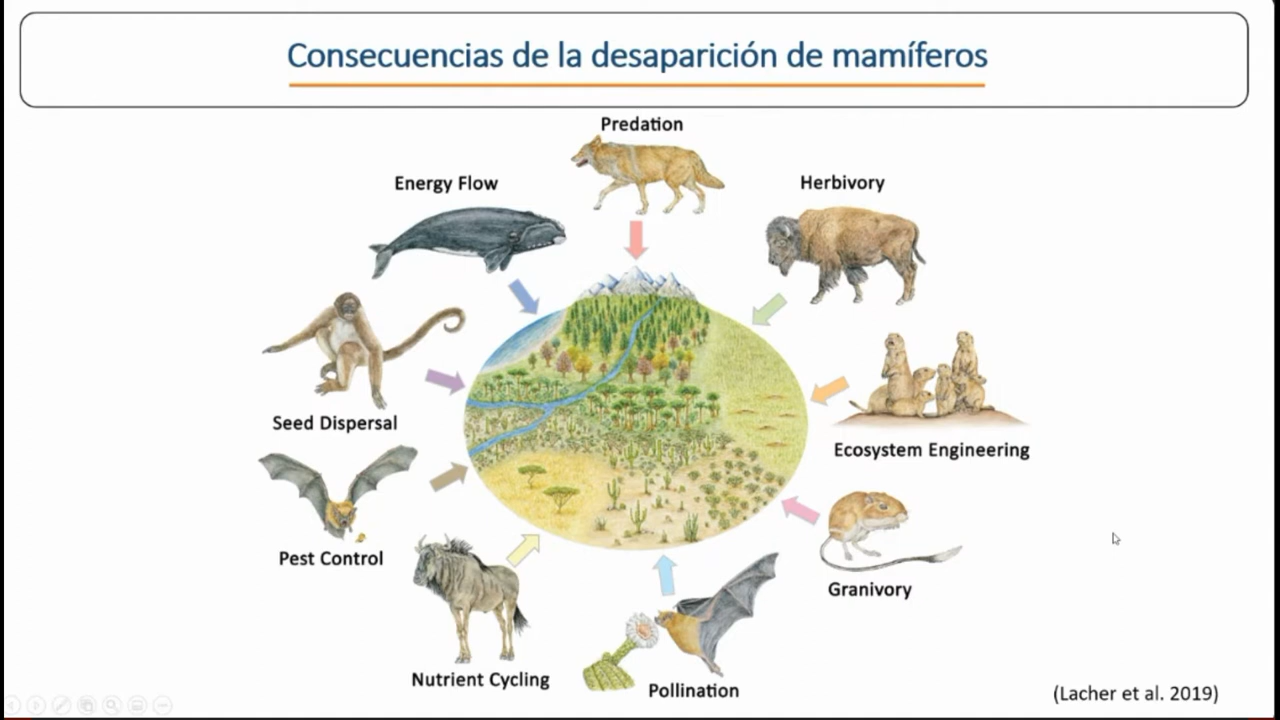 Consecuencias de la desaparición de mamíferos
Predation
Energy Flow
Herbivory
Seed Dispersal
Ecosystem Engineering
Pest Control
Granivory
Nutrient Cycling
Pollination
(Lacher et al. 2019)